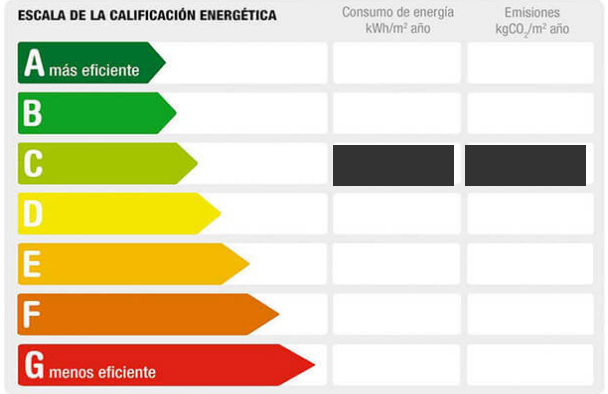 ESCALA DE LA CALIFICACIÓN ENERGÉTICA
Consumo de energía
kWh/m² año
Emisiones
kgCO₂/m² año
A más eficiente
B
C
D
E
F
G menos eficiente